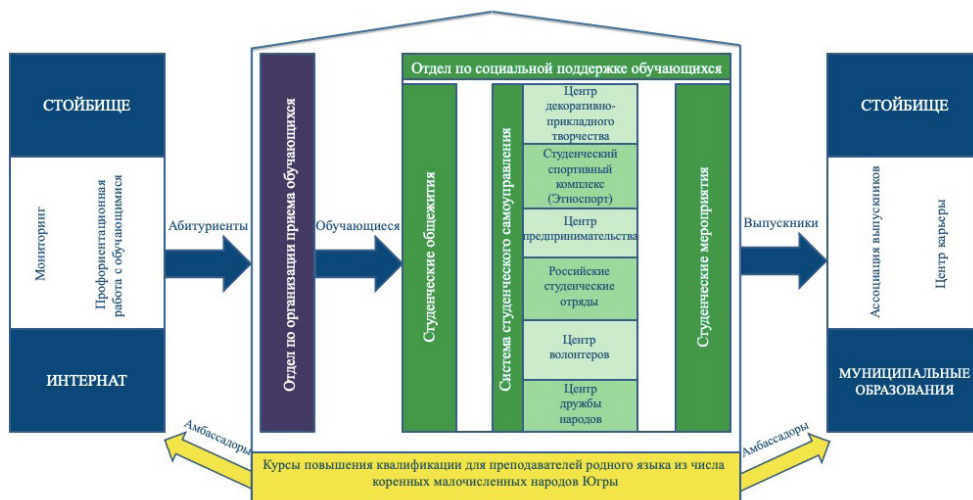 СТОЙБИЩЕ
Мониторинг
Профориентационная
работа с обучающимися
ИНТЕРНАТ
Абитуриенты
Отдел по организации приема обучающихся
Обучающиеся
Отдел по социальной поддержке обучающихся
Студенческие общежития
Система студенческого самоуправления
Центр
декоративно-
прикладного
творчества
Студенческий
спортивный
комплекс
(Этноспорт)
Центр
предпринимательства
Российские
студенческие
отряды
Центр
волонтеров
Центр
дружбы
народов
Студенческие мероприятия
Выпускники
СТОЙБИЩЕ
Ассоциация выпускников
Центр карьеры
МУНИЦИПАЛЬНЫЕ
ОБРАЗОВАНИЯ
Амбассадоры
Амбассадоры
Курсы повышения квалификации для преподавателей родного языка из числа
коренных малочисленных народов Югры